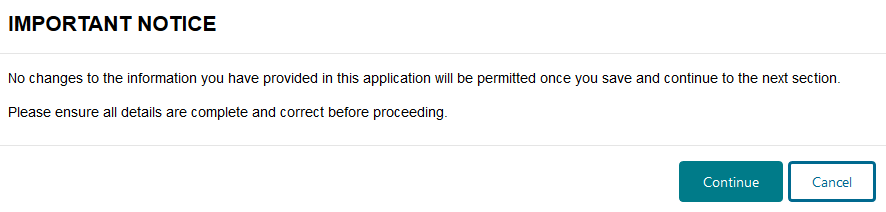 IMPORTANT NOTICE
No changes to the information you have provided in this application will be permitted once you save and continue to the next section.
Please ensure all details are complete and correct before proceeding.
Continue
Cancel